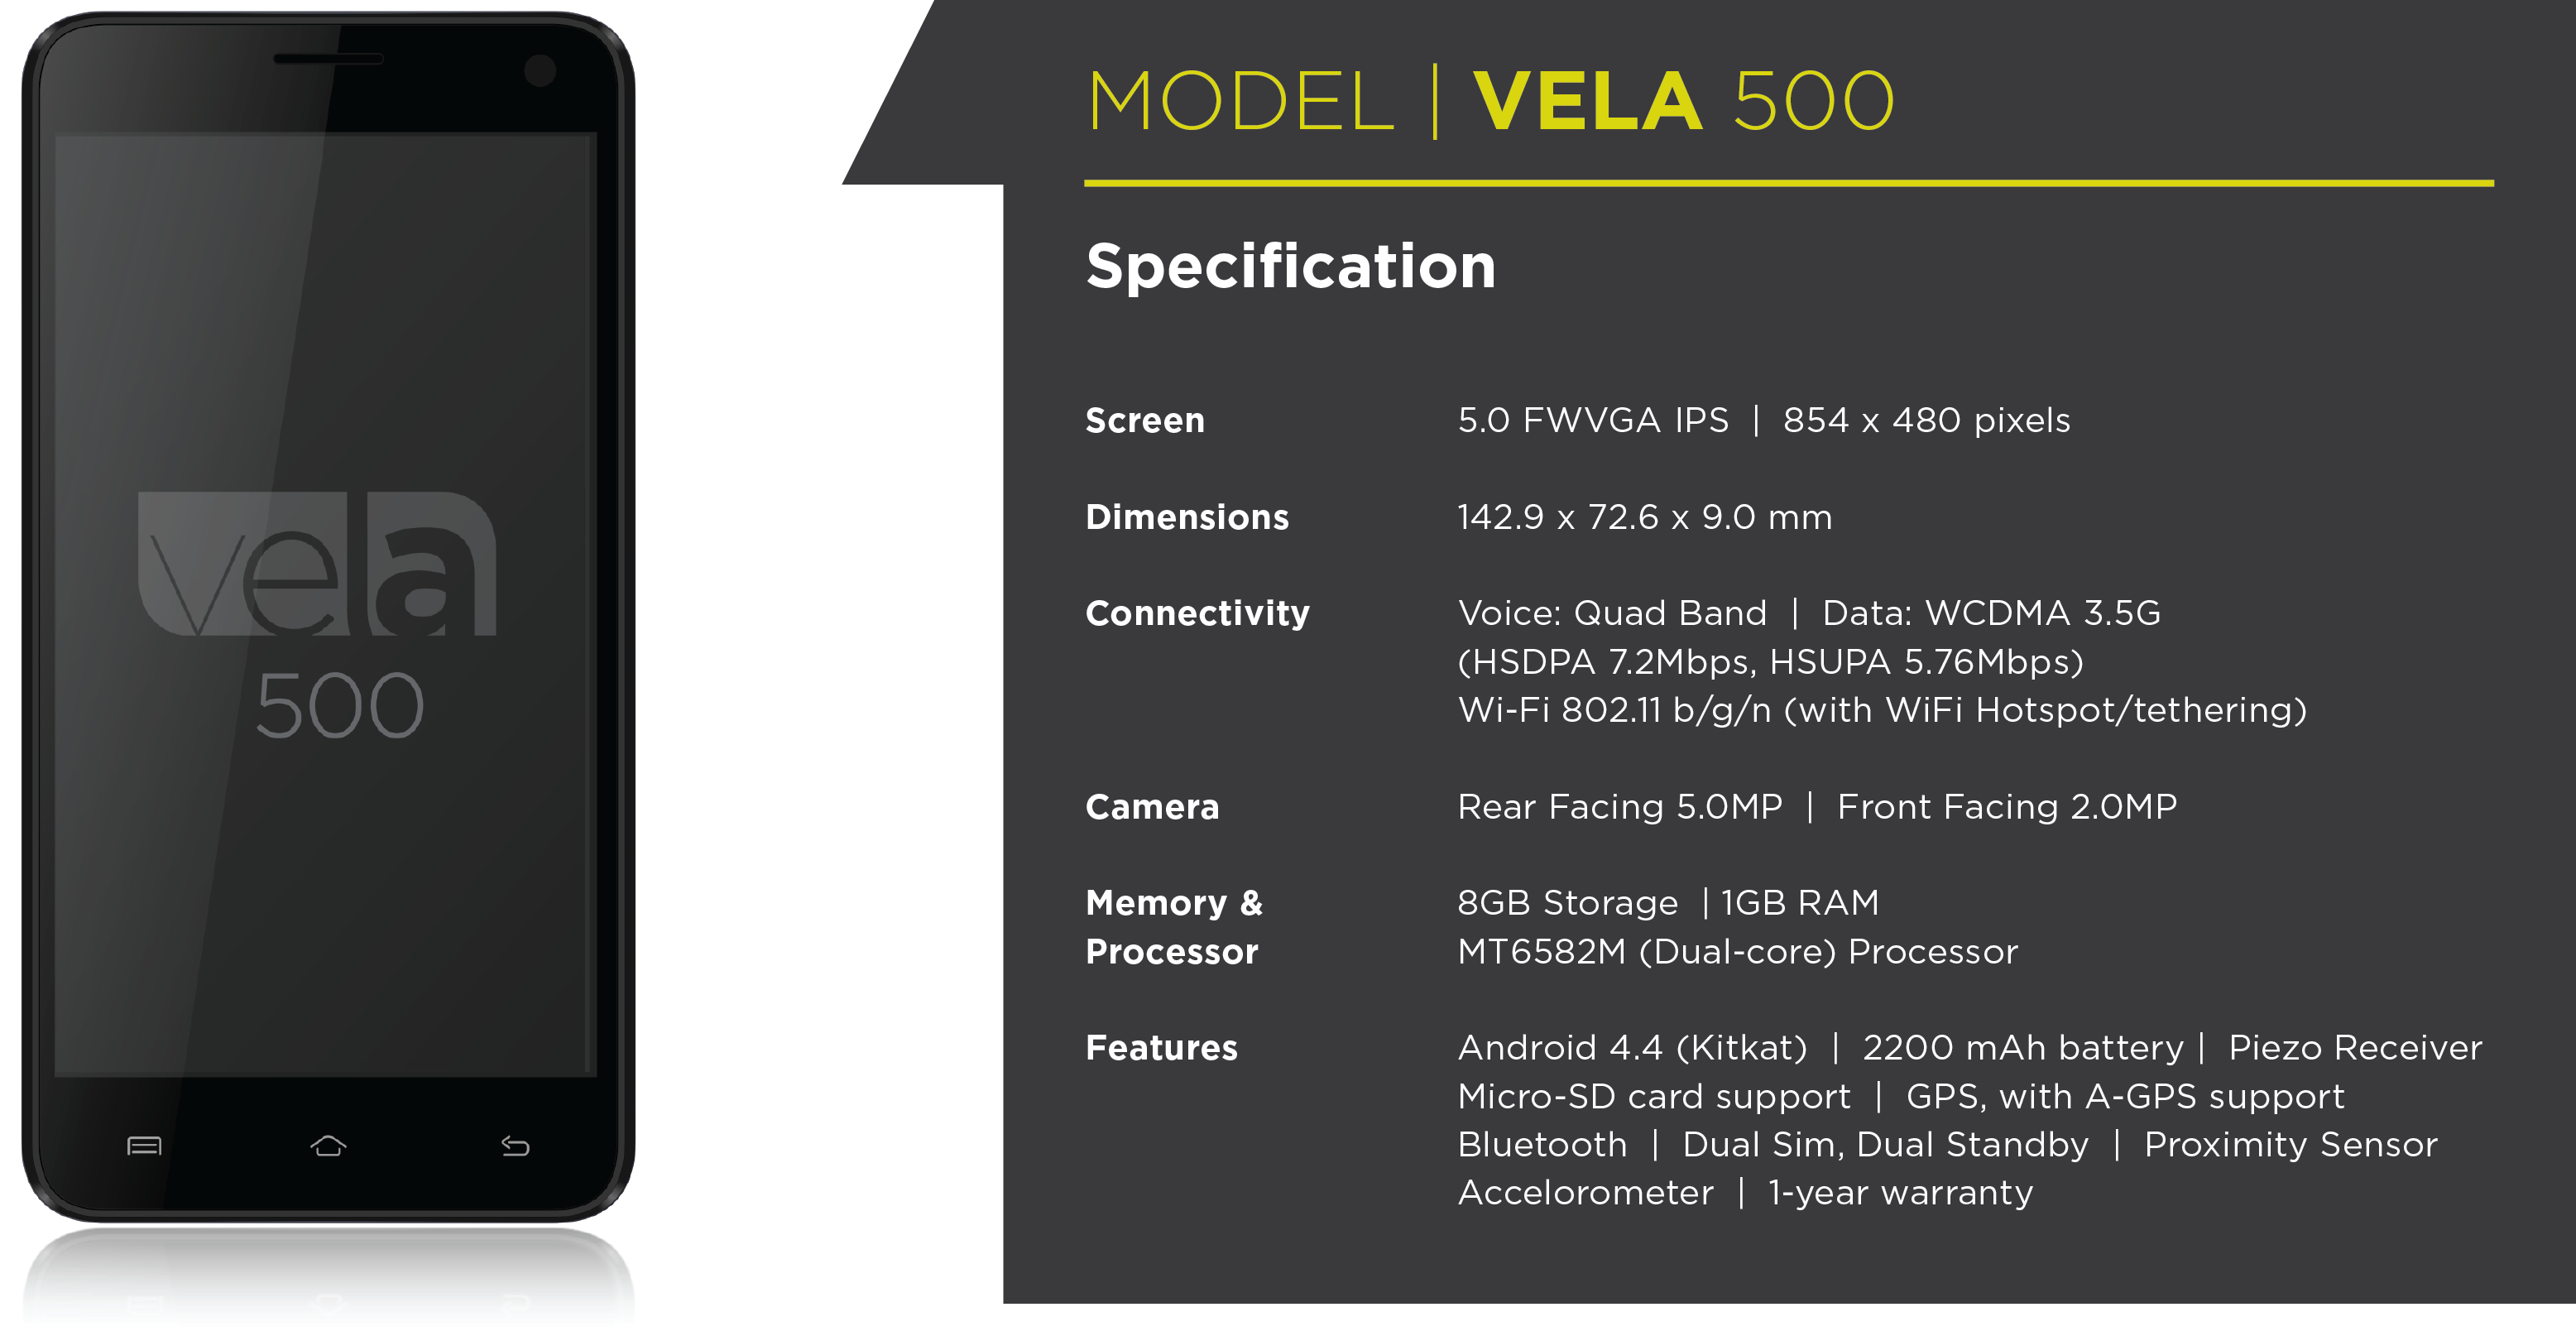 vela
500
MODEL | VELA 500
Specification
Screen 5.0 FWVGA IPS | 854 x 480 pixels
Dimensions 142.9 x 72.6 x 9.0 mm
Connectivity Voice: Quad Band | Data: WCDMA 3.5G
(HSDPA 7.2Mbps, HSUPA 5.76Mbps)
Wi-Fi 802.11 b/g/n (with WiFi Hotspot/tethering)
Camera Rear Facing 5.0MP | Front Facing 2.0MP
Memory & 8GB Storage | 1GB RAM
Processor MT6582M (Dual-core) Processor
Features Android 4.4 (Kitkat) | 2200 mAh battery | Piezo Receiver
Micro-SD card support | GPS, with A-GPS support
Bluetooth | Dual Sim, Dual Standby | Proximity Sensor
Accelorometer | 1-year warranty